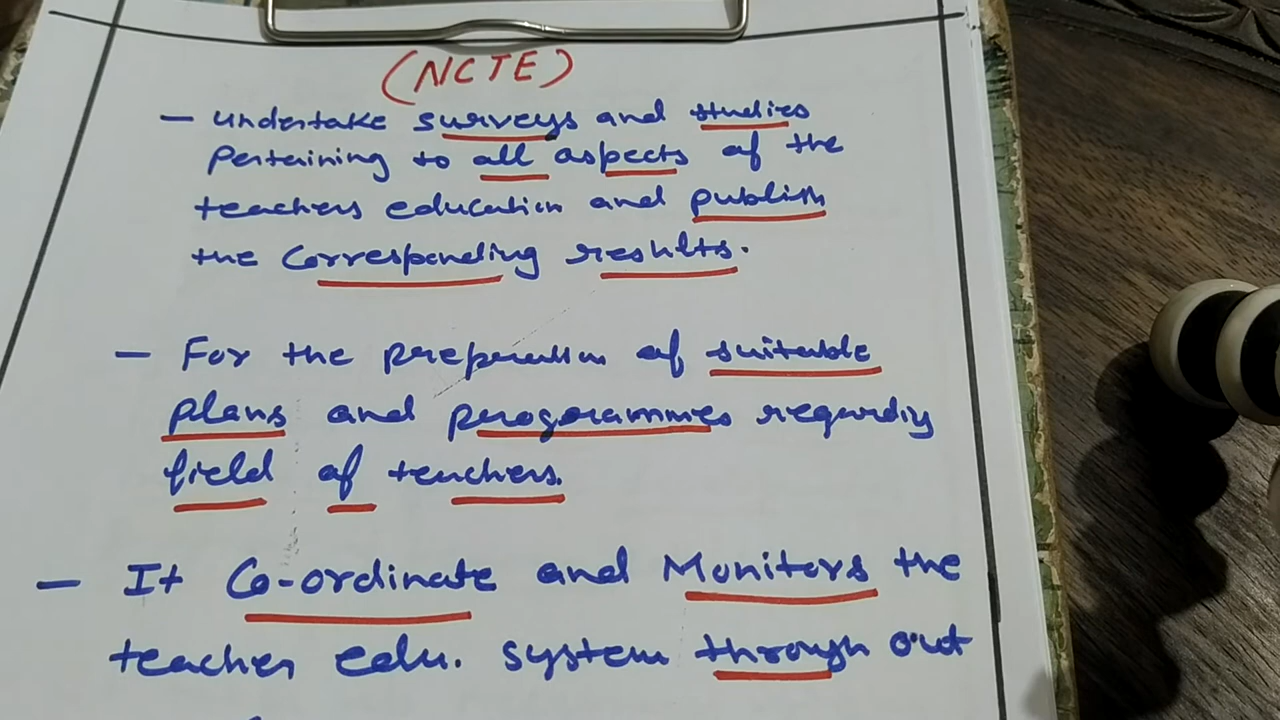 (NCTE)
- undertake surveys and studies
pertaining to all aspects of the
teachers education and publish
the Corresponding results.
- For the preparation of suitable
plans and programmes regarding
field of teachers.
- It Co-ordinate and Monitors the
teacher edu. system through out